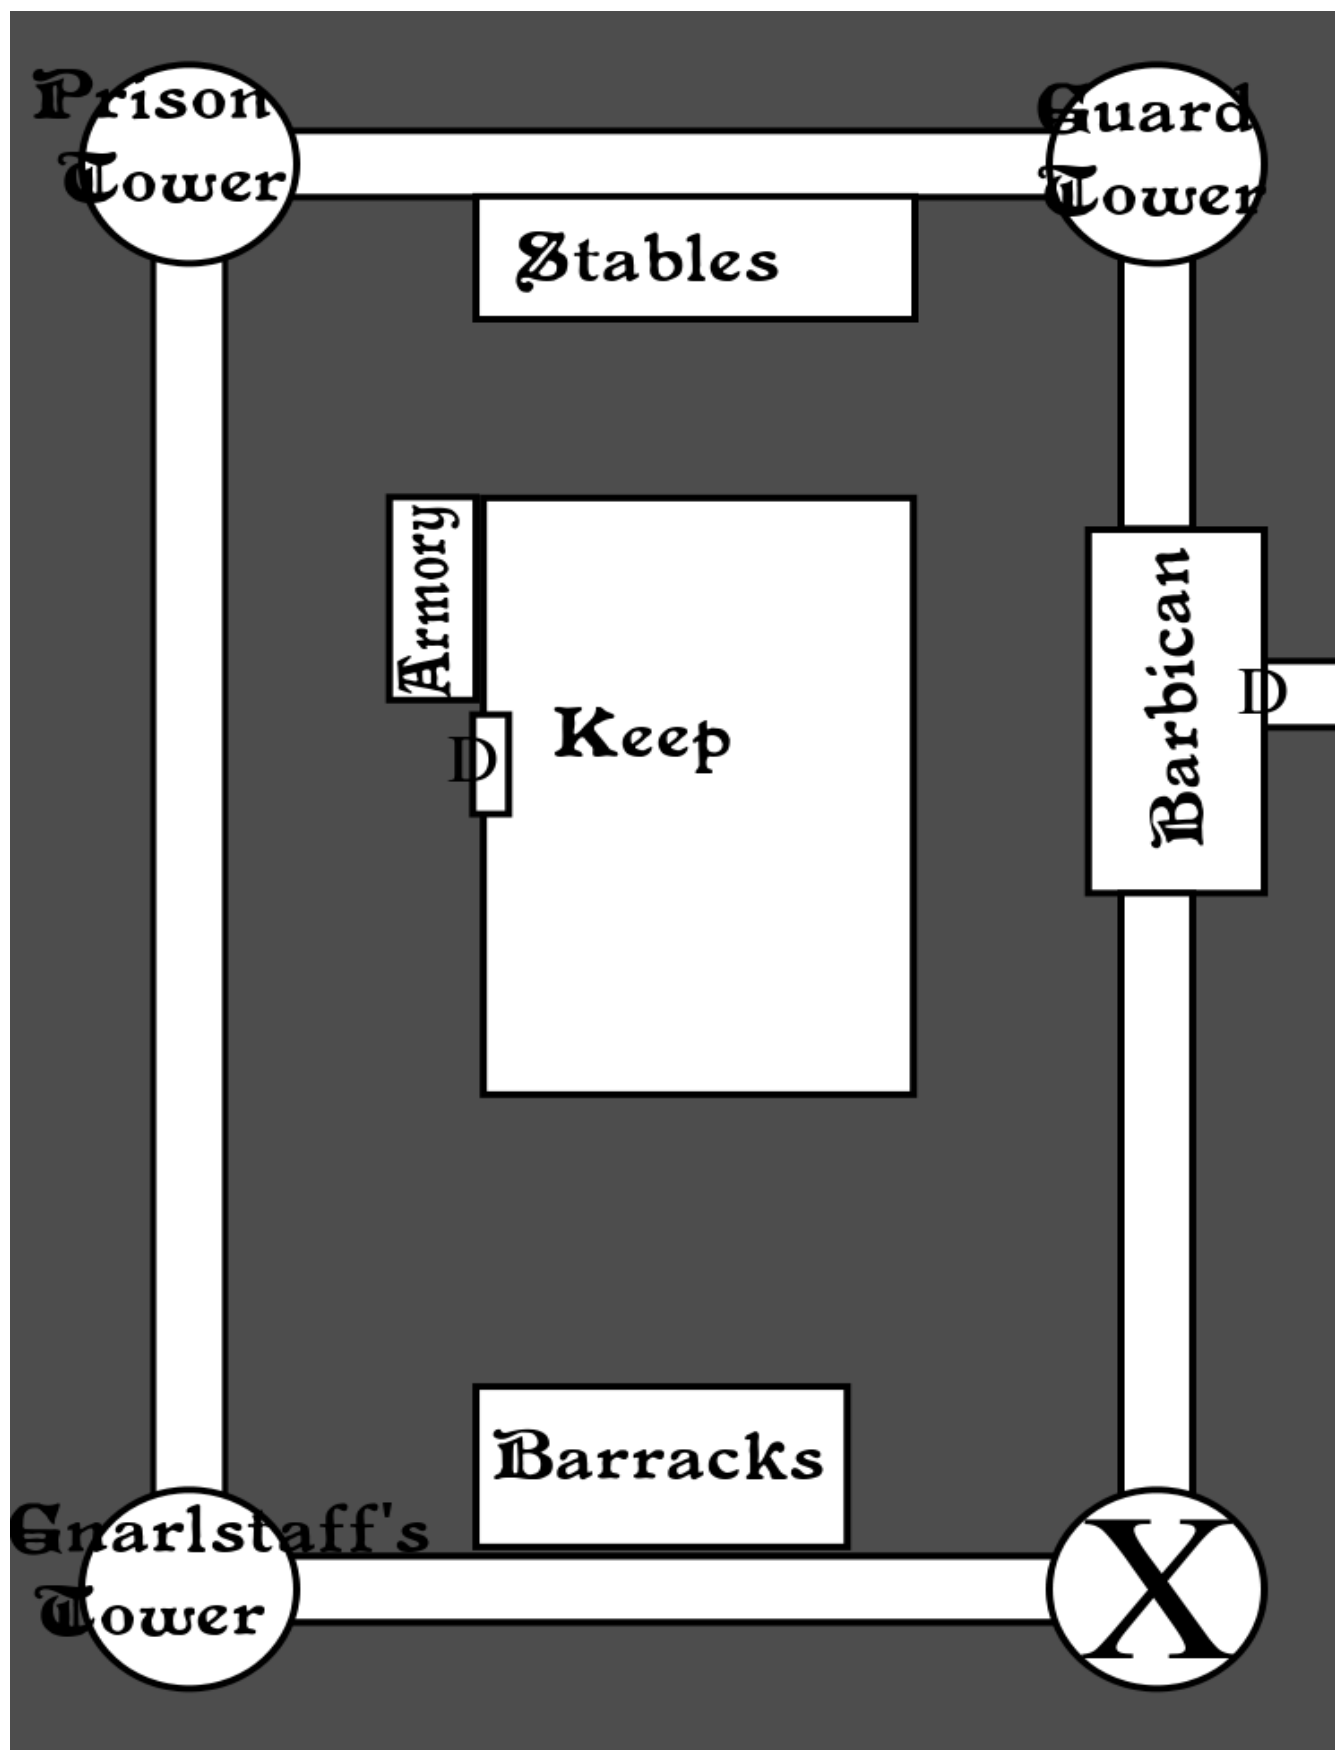 Prison
Tower
Guard
Tower
Stables
Armory
Keep
D
Barbican
D
Barracks
Gnarlstaff's
Tower
X